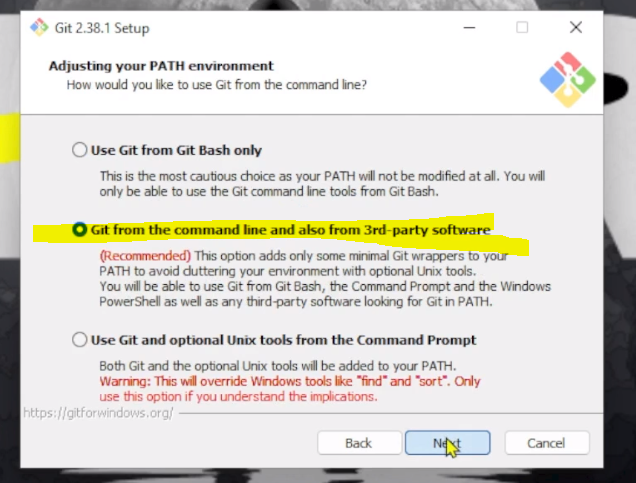 Git 2.38.1 Setup
Adjusting your PATH environment
How would you like to use Git from the command line?
Use Git from Git Bash only
This is the most cautious choice as your PATH will not be modified at all. You will
only be able to use the Git command line tools from Git Bash.
Git from the command line and also from 3rd-party software
(Recommended) This option adds only some minimal Git wrappers to your
PATH to avoid cluttering your environment with optional Unix tools.
You will be able to use Git from Git Bash, the Command Prompt and the Windows
PowerShell as well as any third-party software looking for Git in PATH.
Use Git and optional Unix tools from the Command Prompt
Both Git and the optional Unix tools will be added to your PATH.
Warning: This will override Windows tools like "find" and "sort". Only
use this option if you understand the implications.
https://gitforwindows.org/
Back Next Cancel